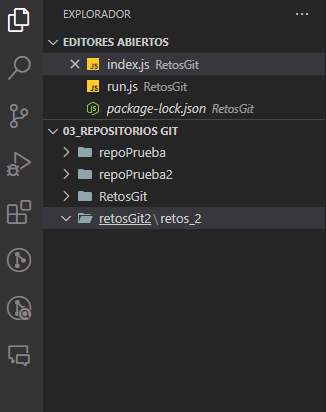 EXPLORADOR
EDITORES ABIERTOS
JS index.js RetosGit
JS run.js RetosGit
package-lock.json RetosGit
03_REPOSITORIOS GIT
repoPrueba
repoPrueba2
RetosGit
retosGit2\retos_2